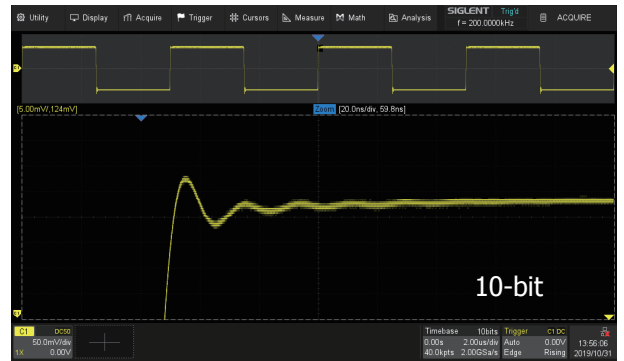 Utility Display Acquire Trigger Cursors Measure Math Analysis SIGLENT Trig'd ACQUIRE
f = 200.0000kHz
[5.00mV/,124mV] Zoom [20.0ns/div, 59.8ns]
10-bit
C1 DC50 Timebase 10bits Trigger C1 DC
50.0mV/div 0.00s 2.00us/div Auto 0.00V 13:56:06
1X 0.00V 40.0kpts 2.00GSa/s Edge Rising 2019/10/31